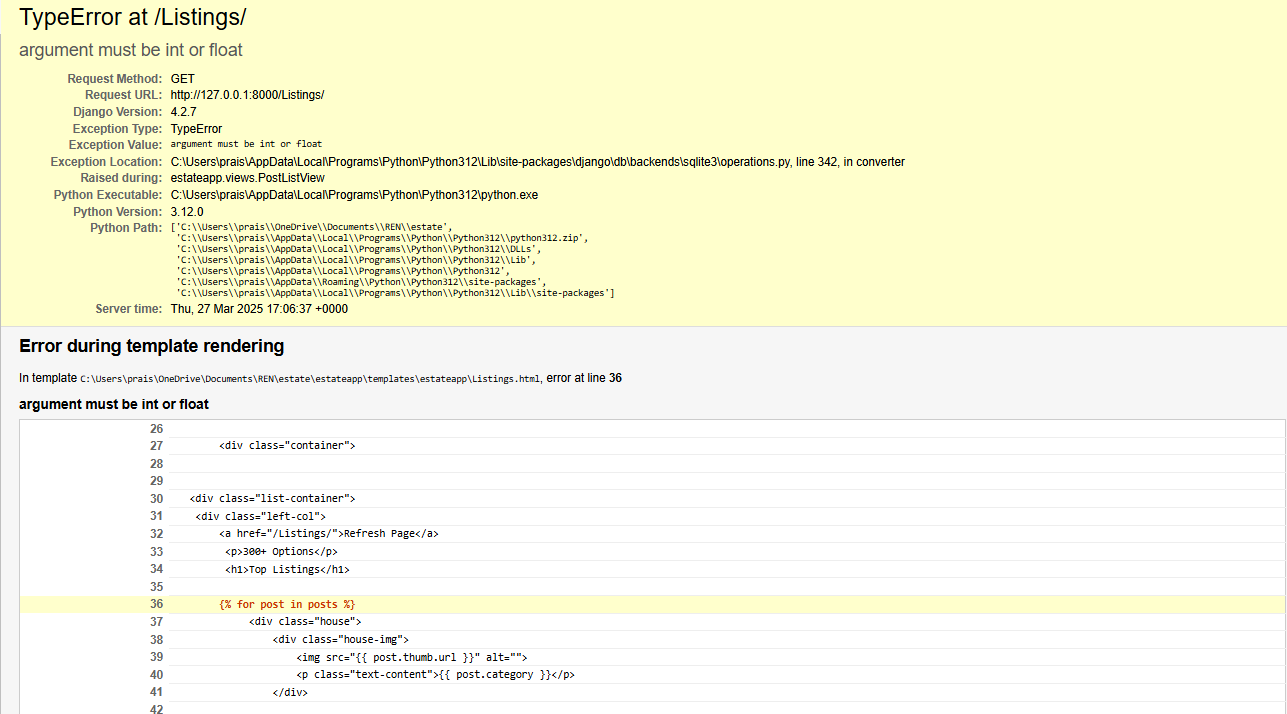 TypeError at /Listings/
argument must be int or float
Request Method: GET
Request URL: http://127.0.0.1:8000/Listings/
Django Version: 4.2.7
Exception Type: TypeError
Exception Value: argument must be int or float
Exception Location: C:\Users\prais\AppData\Local\Programs\Python\Python312\Lib\site-packages\django\db\backends\sqlite3\operations.py, line 342, in converter
Raised during: estateapp.views.PostListView
Python Executable: C:\Users\prais\AppData\Local\Programs\Python\Python312\python.exe
Python Version: 3.12.0
Python Path: ['C:\\Users\\prais\\OneDrive\\Documents\\REN\\estate',
'C:\\Users\\prais\\AppData\\Local\\Programs\\Python\\Python312\\python312.zip',
'C:\\Users\\prais\\AppData\\Local\\Programs\\Python\\Python312\\DLLs',
'C:\\Users\\prais\\AppData\\Local\\Programs\\Python\\Python312\\Lib',
'C:\\Users\\prais\\AppData\\Local\\Programs\\Python\\Python312',
'C:\\Users\\prais\\AppData\\Roaming\\Python\\Python312\\site-packages',
'C:\\Users\\prais\\AppData\\Local\\Programs\\Python\\Python312\\Lib\\site-packages']
Server time: Thu, 27 Mar 2025 17:06:37 +0000
Error during template rendering
In template C:\Users\prais\OneDrive\Documents\REN\estate\estateapp\templates\estateapp\Listings.html, error at line 36
argument must be int or float
26
27 <div class="container">
28
29
30 <div class="list-container">
31 <div class="left-col">
32 <a href="/Listings/">Refresh Page</a>
33 <p>300+ Options</p>
34 <h1>Top Listings</h1>
35
36 {% for post in posts %}
37 <div class="house">
38 <div class="house-img">
39 <img src="{{ post.thumb.url }}" alt="">
40 <p class="text-content">{{ post.category }}</p>
41 </div>
42